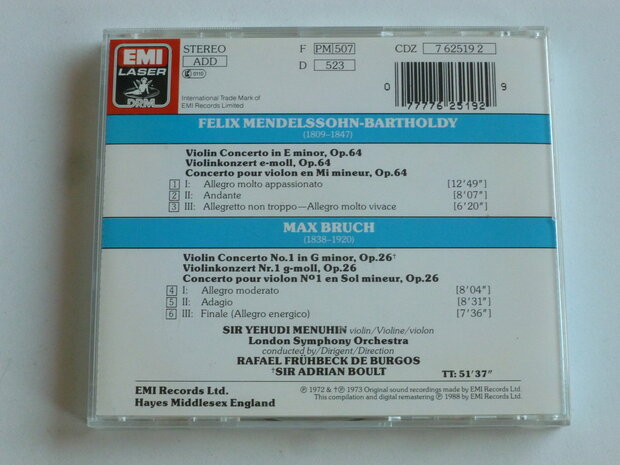 EMI
LASER
DRM
STEREO
ADD
0110
F PM 507
D 523
CDZ 7 62519 2
International Trade Mark of
EMI Records Limited
0 77776 25192 9
FELIX MENDELSSOHN-BARTHOLDY
(1809–1847)
Violin Concerto in E minor, Op.64
Violinkonzert e-moll, Op.64
Concerto pour violon en Mi mineur, Op.64
1 I: Allegro molto appassionato [12'49"]
2 II: Andante [8'07"]
3 III: Allegretto non troppo—Allegro molto vivace [6'20"]
MAX BRUCH
(1838–1920)
Violin Concerto No.1 in G minor, Op.26†
Violinkonzert Nr.1 g-moll, Op.26
Concerto pour violon Nº1 en Sol mineur, Op.26
4 I: Allegro moderato [8'04"]
5 II: Adagio [8'31"]
6 III: Finale (Allegro energico) [7'36"]
SIR YEHUDI MENUHIN violin/Violine/violon
London Symphony Orchestra
conducted by/Dirigent/Direction
RAFAEL FRÜHBECK DE BURGOS
†SIR ADRIAN BOULT TT: 51'37"
EMI Records Ltd.
Hayes Middlesex England
℗ 1972 & †℗ 1973 Original sound recordings made by EMI Records Ltd.
This compilation and digital remastering ℗ 1988 by EMI Records Ltd.